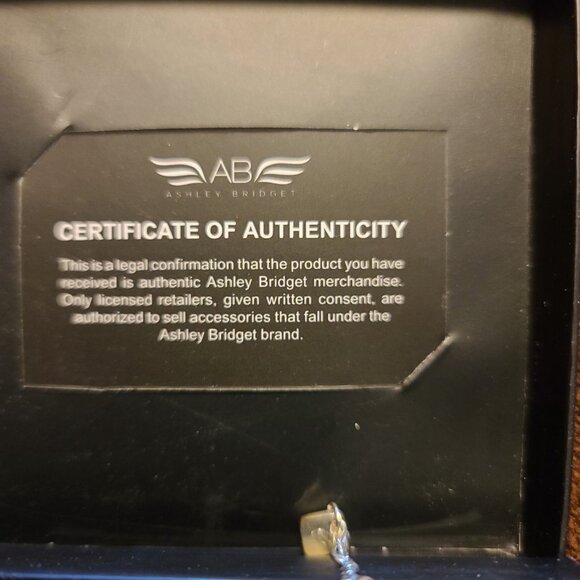 AB
ASHLEY BRIDGET
CERTIFICATE OF AUTHENTICITY
This is a legal confirmation that the product you have
received is authentic Ashley Bridget merchandise.
Only licensed retailers, given written consent, are
authorized to sell accessories that fall under the
Ashley Bridget brand.